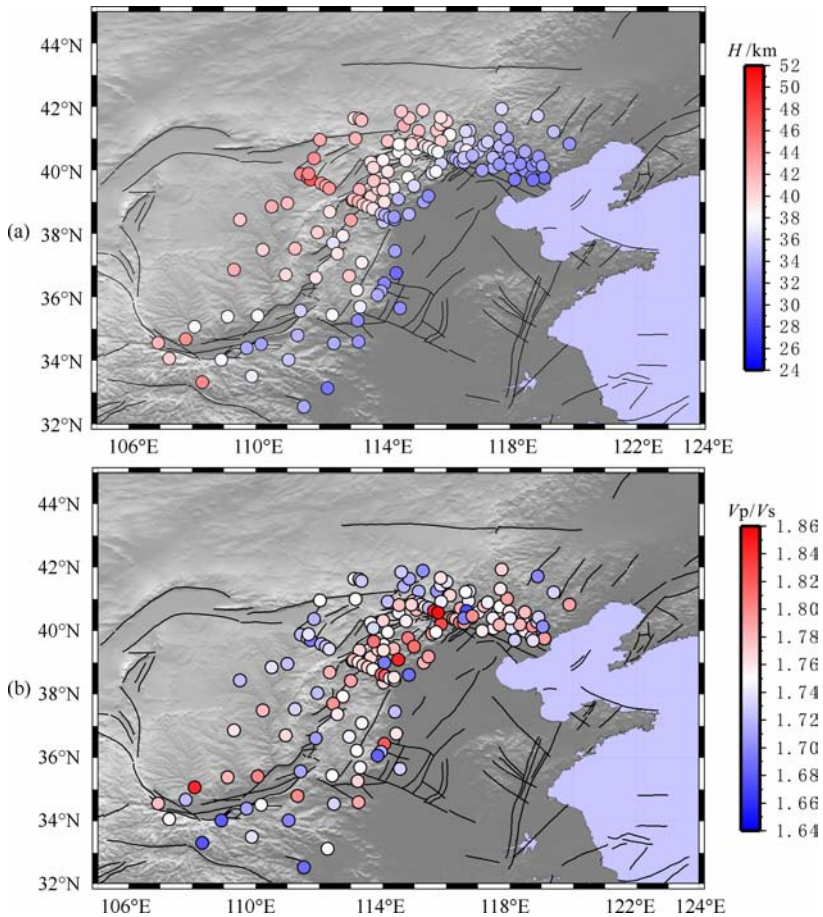 44°N
42°N
40°N
(a)
38°N
36°N
34°N
32°N
106°E 110°E 114°E 118°E 122°E 124°E
H /km
52
50
48
46
44
42
40
38
36
34
32
30
28
26
24
44°N
42°N
40°N
(b)
38°N
36°N
34°N
32°N
106°E 110°E 114°E 118°E 122°E 124°E
Vp/Vs
1.86
1.84
1.82
1.80
1.78
1.76
1.74
1.72
1.70
1.68
1.66
1.64